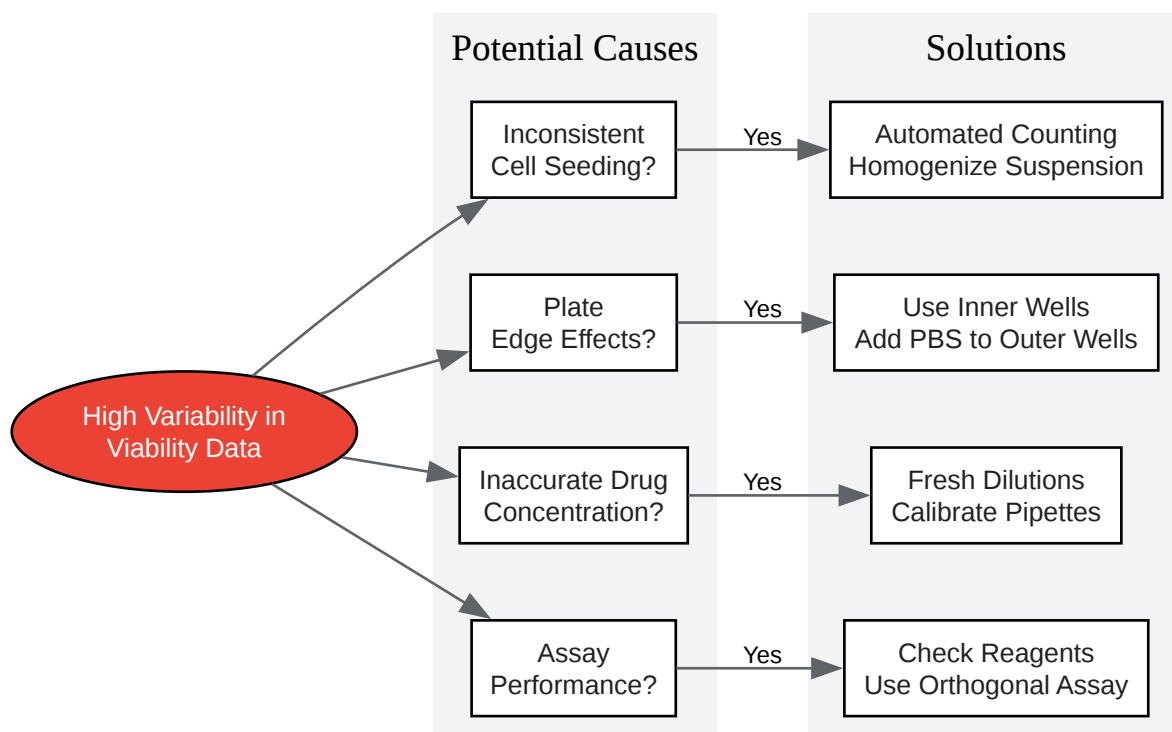 Potential Causes
Solutions
Inconsistent
Cell Seeding?
Yes
Automated Counting
Homogenize Suspension
Plate
Edge Effects?
Yes
Use Inner Wells
Add PBS to Outer Wells
High Variability in
Viability Data
Inaccurate Drug
Concentration?
Yes
Fresh Dilutions
Calibrate Pipettes
Assay
Performance?
Yes
Check Reagents
Use Orthogonal Assay